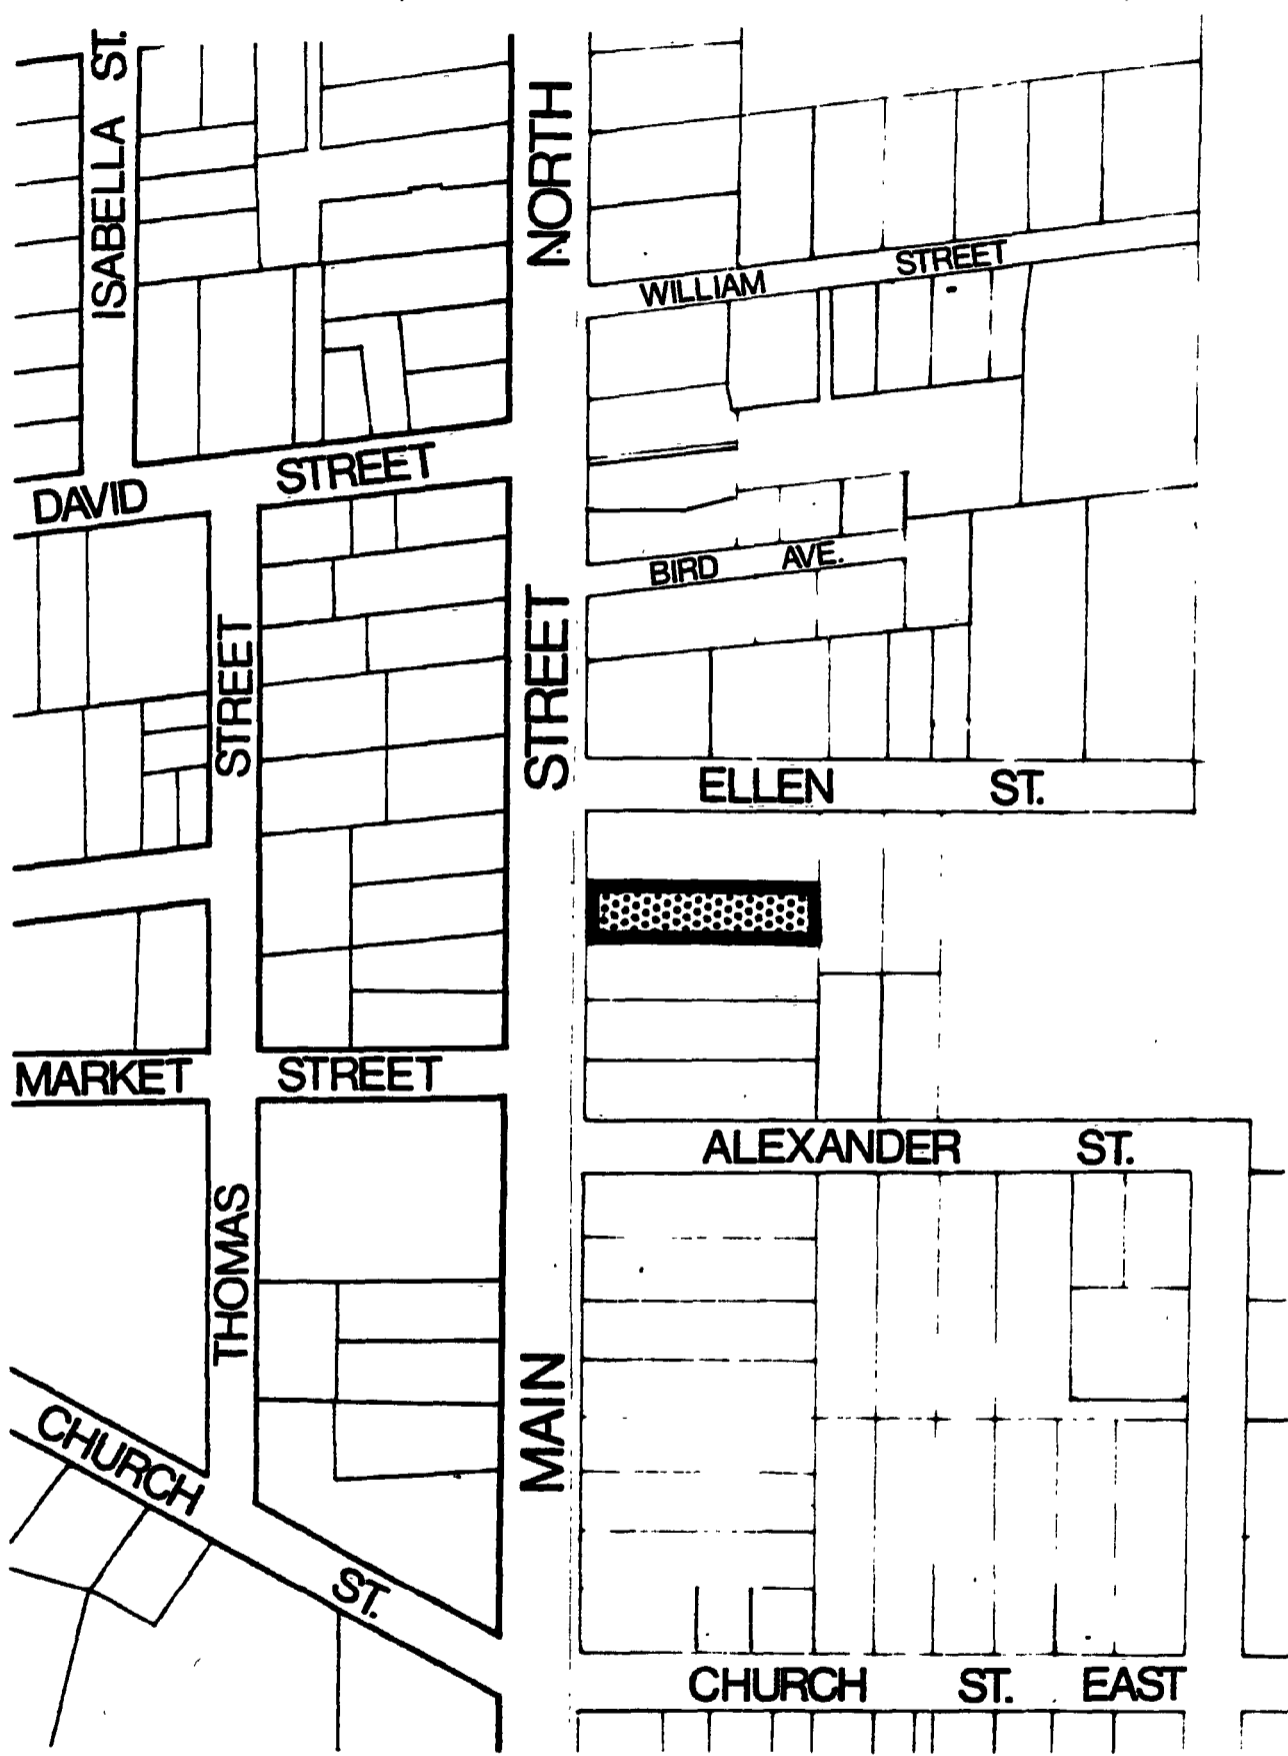 ISABELLA ST.
MAIN STREET NORTH
WILLIAM STREET
DAVID STREET
BIRD AVE.
THOMAS STREET
ELLEN ST.
MARKET STREET
ALEXANDER ST.
CHURCH ST.
CHURCH ST. EAST